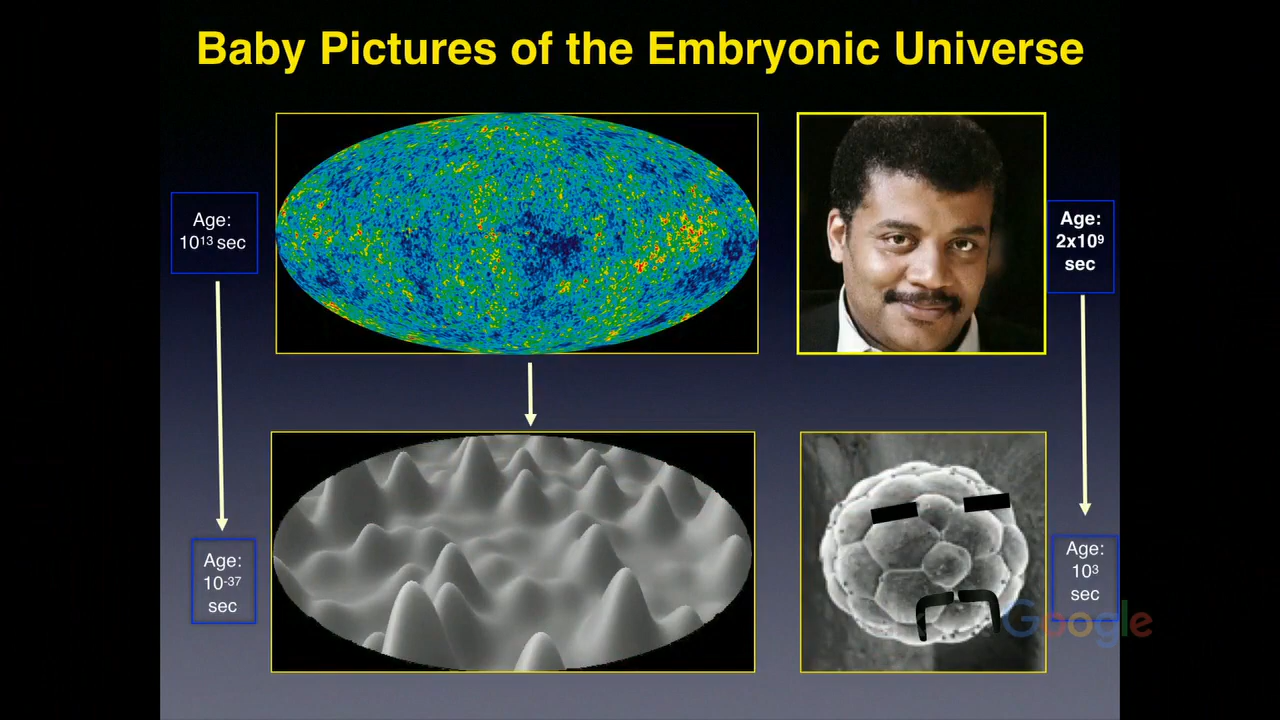 Baby Pictures of the Embryonic Universe
Age:
10¹³ sec
Age:
2x10⁹
sec
Age:
10⁻³⁷
sec
Age:
10³
sec
Google